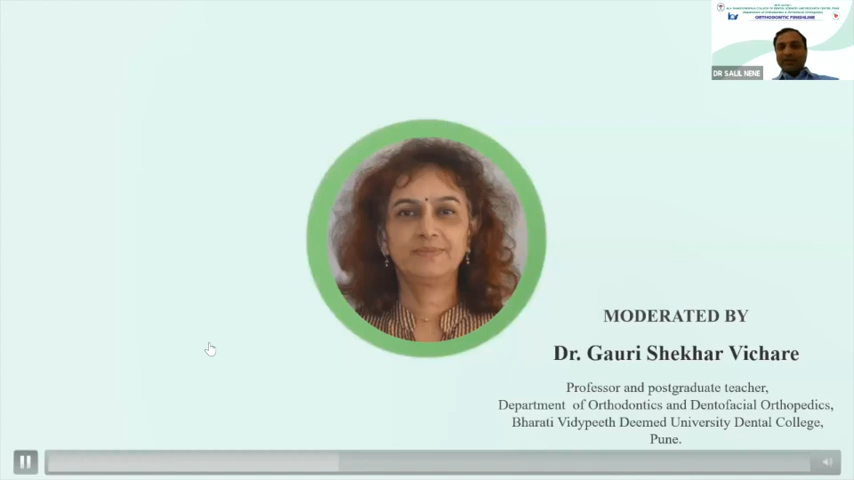 ORTHODONTIC FINISHLINE
DR SALIL NENE
MODERATED BY
Dr. Gauri Shekhar Vichare
Professor and postgraduate teacher,
Department of Orthodontics and Dentofacial Orthopedics,
Bharati Vidypeeth Deemed University Dental College,
Pune.